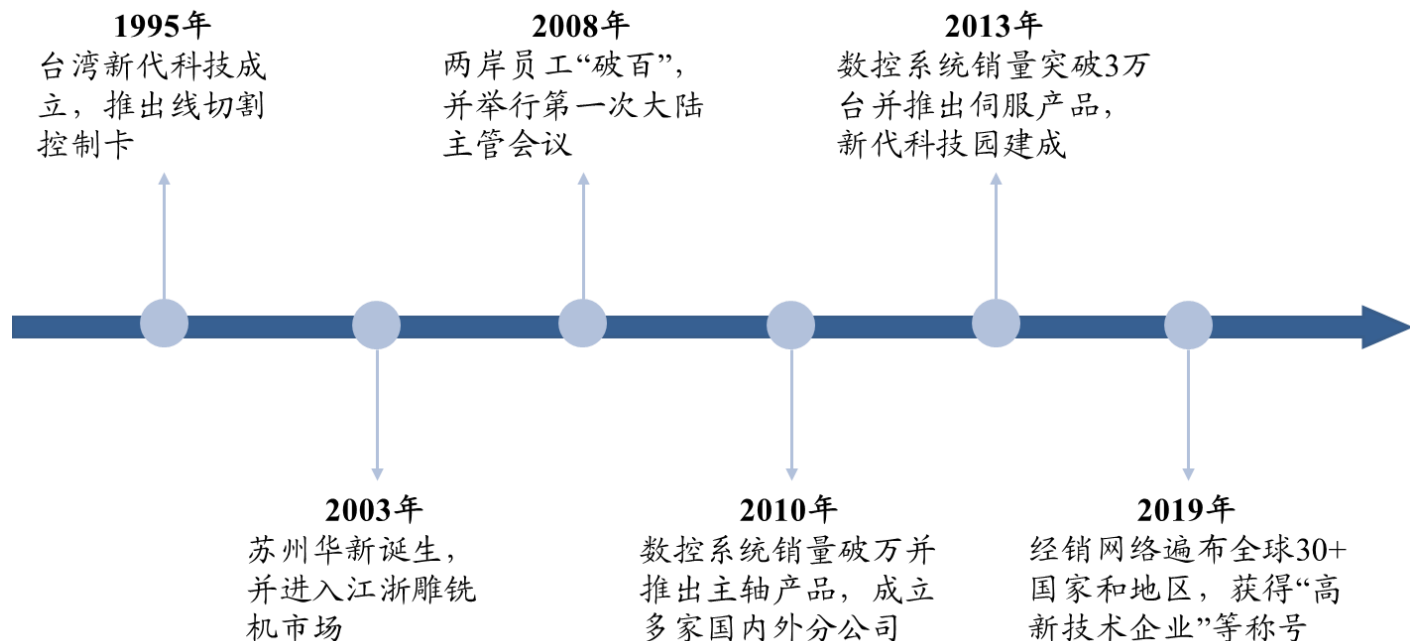 1995年
台湾新代科技成
立，推出线切割
控制卡
2008年
两岸员工“破百”，
并举行第一次大陆
主管会议
2013年
数控系统销量突破3万
台并推出伺服产品，
新代科技园建成
2003年
苏州华新诞生，
并进入江浙雕铣
机市场
2010年
数控系统销量破万并
推出主轴产品，成立
多家国内外分公司
2019年
经销网络遍布全球30+
国家和地区，获得“高
新技术企业”等称号